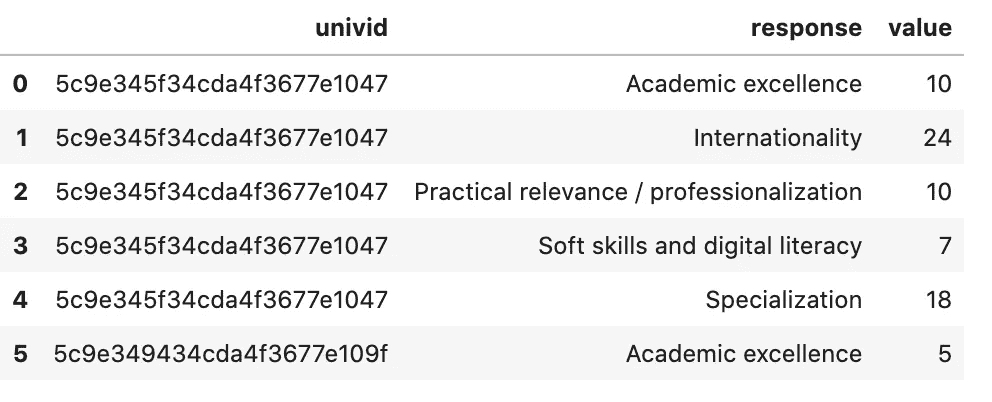 univid response value
0 5c9e345f34cda4f3677e1047 Academic excellence 10
1 5c9e345f34cda4f3677e1047 Internationality 24
2 5c9e345f34cda4f3677e1047 Practical relevance / professionalization 10
3 5c9e345f34cda4f3677e1047 Soft skills and digital literacy 7
4 5c9e345f34cda4f3677e1047 Specialization 18
5 5c9e349434cda4f3677e109f Academic excellence 5